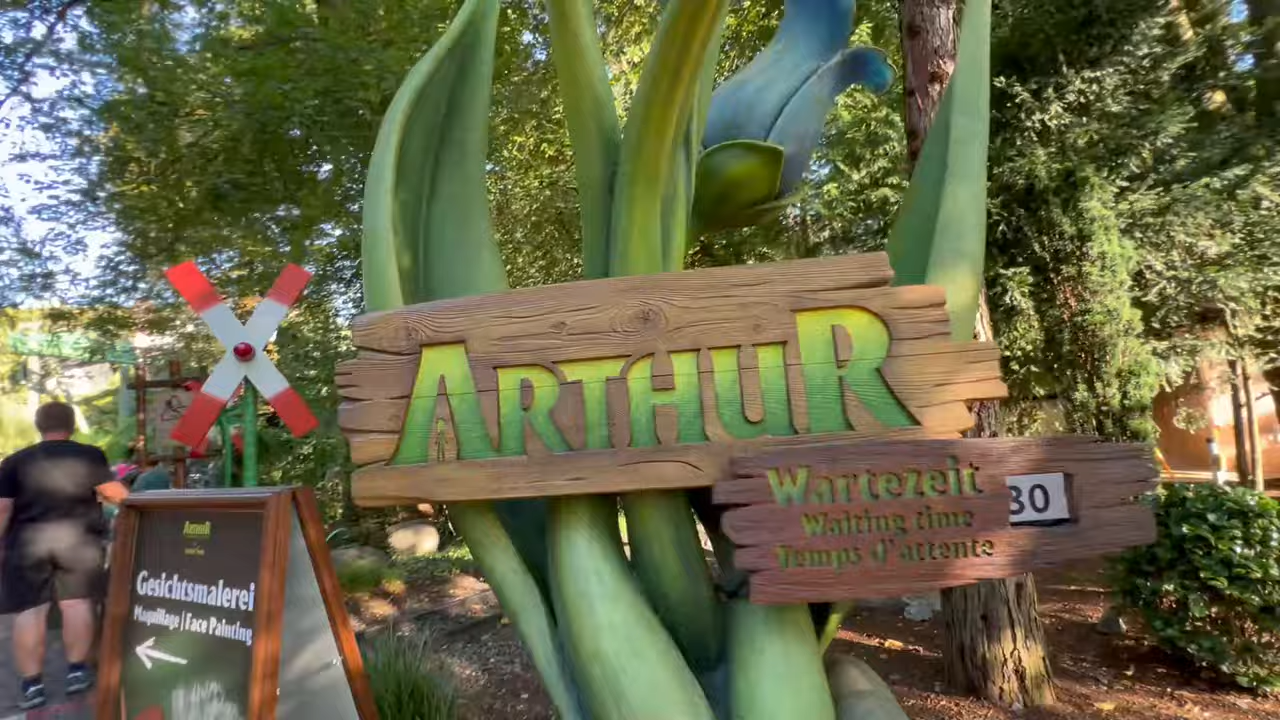 ARTHUR
Wartezeit
Waiting time
Temps d'attente
30
ARTHUR
Gesichtsmalerei
Maquillage | Face Painting